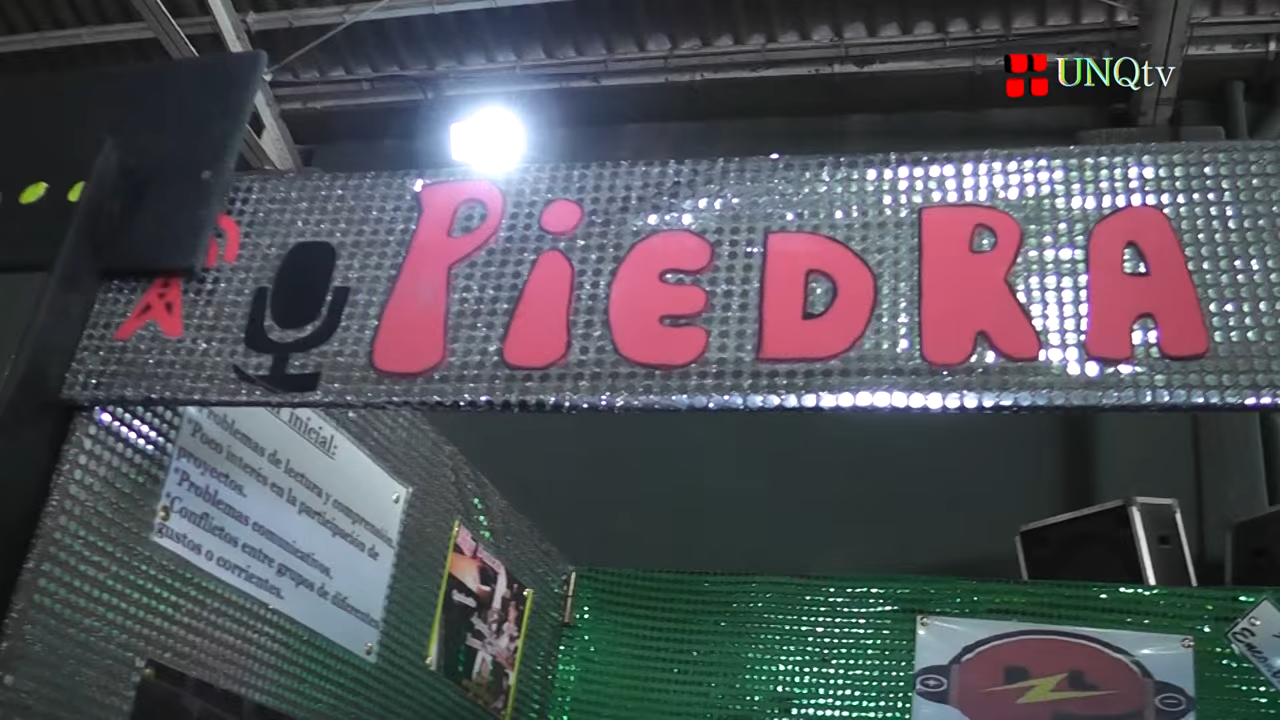 UNQtv
PiEDRA
Inicial:
Problemas de lectura y comprensión.
*Poco interés en la participación de
proyectos.
*Problemas comunicativos.
*Conflictos entre grupos de diferentes
gustos o corrientes.